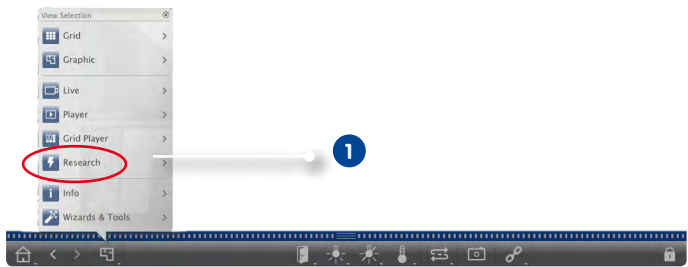 View Selection
Grid
Graphic
Live
Player
Grid Player
Research
Info
Wizards & Tools
1